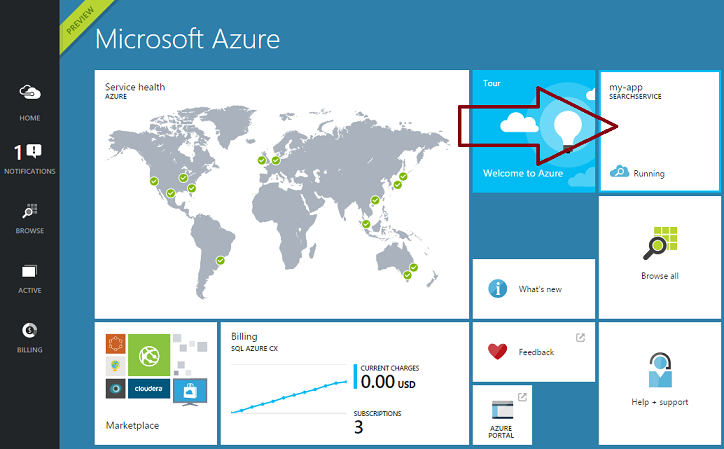 PREVIEW
Microsoft Azure
HOME
1
NOTIFICATIONS
BROWSE
ACTIVE
BILLING
Service health
AZURE
Tour
Welcome to Azure
my-app
SEARCHSERVICE
Running
What's new
Browse all
Marketplace
cloudera
Billing
SQL AZURE CX
CURRENT CHARGES
0.00 USD
SUBSCRIPTIONS
3
Feedback
AZURE
PORTAL
Help + support